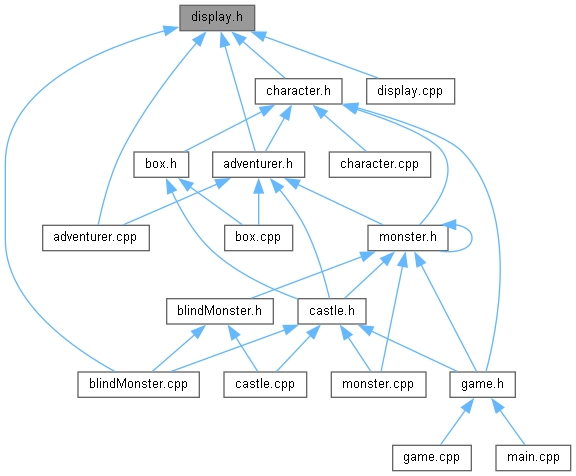 display.h
character.h
display.cpp
box.h
adventurer.h
character.cpp
adventurer.cpp
box.cpp
monster.h
blindMonster.h
castle.h
blindMonster.cpp
castle.cpp
monster.cpp
game.h
game.cpp
main.cpp